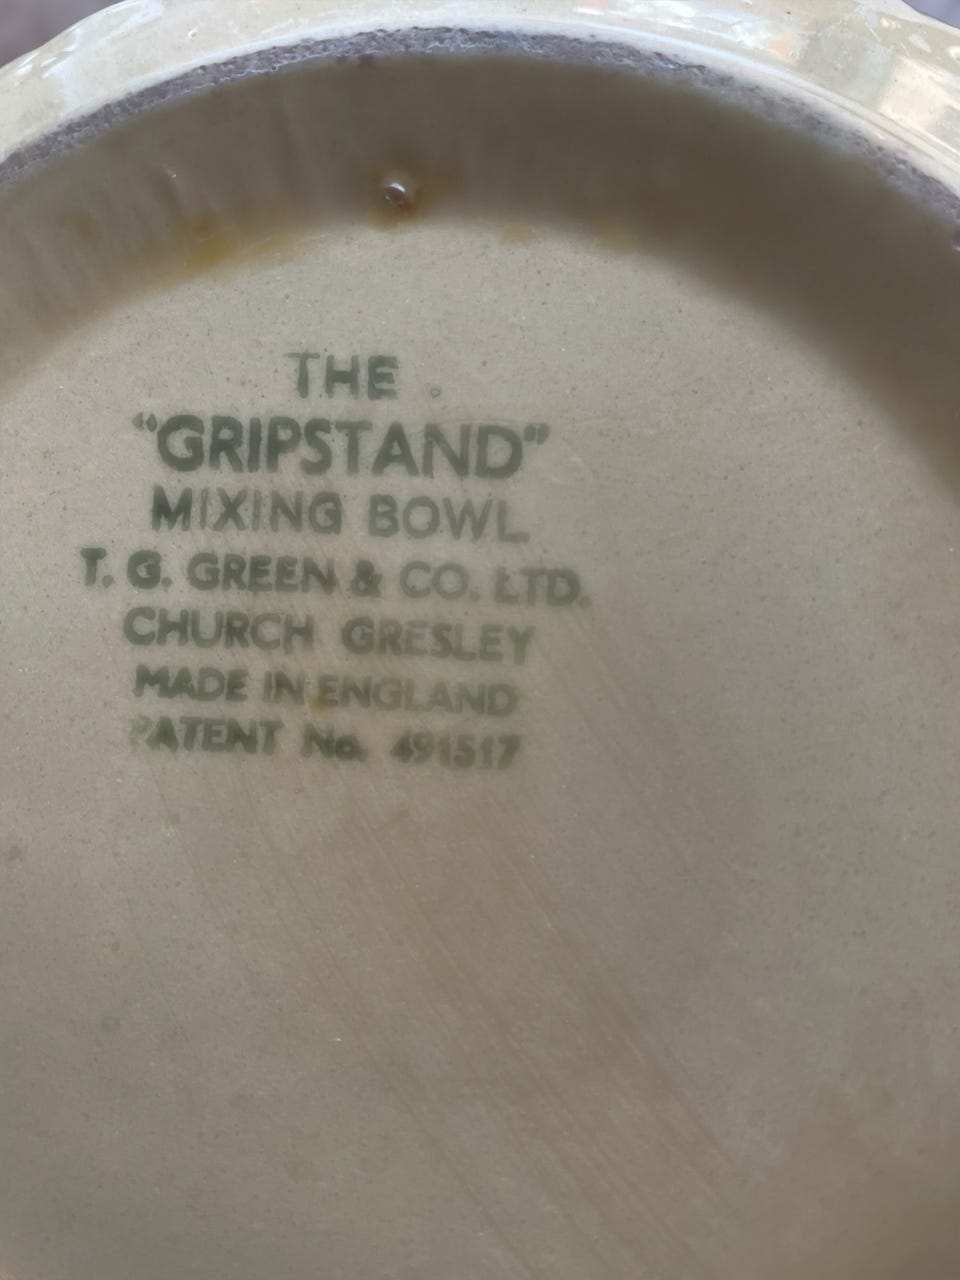 THE
“GRIPSTAND”
MIXING BOWL
T. G. GREEN & CO. LTD.
CHURCH GRESLEY
MADE IN ENGLAND
PATENT No. 491517